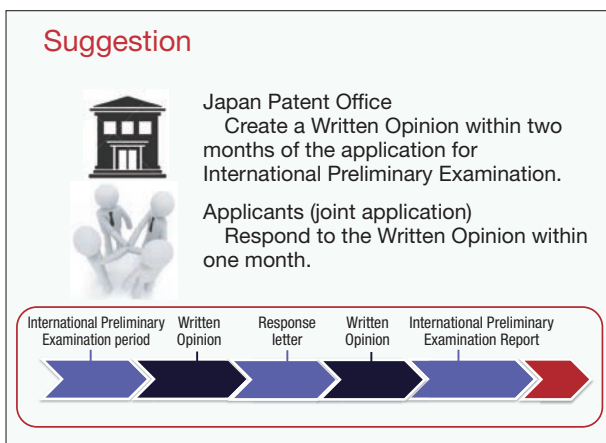 Suggestion
Japan Patent Office
Create a Written Opinion within two
months of the application for
International Preliminary Examination.
Applicants (joint application)
Respond to the Written Opinion within
one month.
International Preliminary
Examination period
Written
Opinion
Response
letter
Written
Opinion
International Preliminary
Examination Report